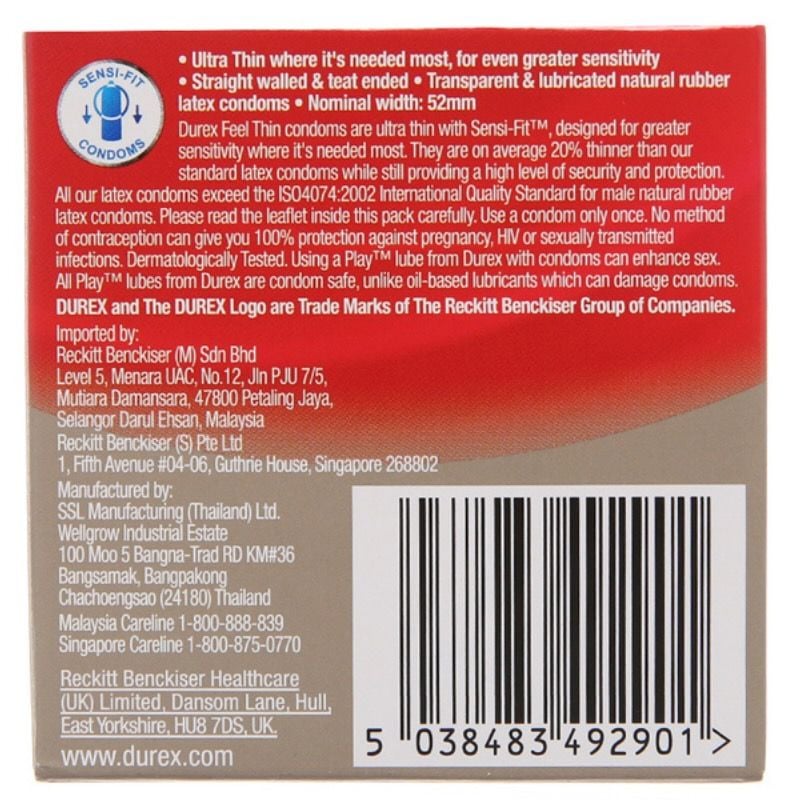 SENSI-FIT
CONDOMS
• Ultra Thin where it's needed most, for even greater sensitivity
• Straight walled & teat ended • Transparent & lubricated natural rubber
latex condoms • Nominal width: 52mm
Durex Feel Thin condoms are ultra thin with Sensi-Fit™, designed for greater
sensitivity where it's needed most. They are on average 20% thinner than our
standard latex condoms while still providing a high level of security and protection.
All our latex condoms exceed the ISO4074:2002 International Quality Standard for male natural rubber
latex condoms. Please read the leaflet inside this pack carefully. Use a condom only once. No method
of contraception can give you 100% protection against pregnancy, HIV or sexually transmitted
infections. Dermatologically Tested. Using a Play™ lube from Durex with condoms can enhance sex.
All Play™ lubes from Durex are condom safe, unlike oil-based lubricants which can damage condoms.
DUREX and The DUREX Logo are Trade Marks of The Reckitt Benckiser Group of Companies.
Imported by:
Reckitt Benckiser (M) Sdn Bhd
Level 5, Menara UAC, No.12, Jln PJU 7/5,
Mutiara Damansara, 47800 Petaling Jaya,
Selangor Darul Ehsan, Malaysia
Reckitt Benckiser (S) Pte Ltd
1, Fifth Avenue #04-06, Guthrie House, Singapore 268802
Manufactured by:
SSL Manufacturing (Thailand) Ltd.
Wellgrow Industrial Estate
100 Moo 5 Bangna-Trad RD KM#36
Bangsamak, Bangpakong
Chachoengsao (24180) Thailand
Malaysia Careline 1-800-888-839
Singapore Careline 1-800-875-0770
Reckitt Benckiser Healthcare
(UK) Limited, Dansom Lane, Hull,
East Yorkshire, HU8 7DS, UK.
www.durex.com
5 038483 492901 >